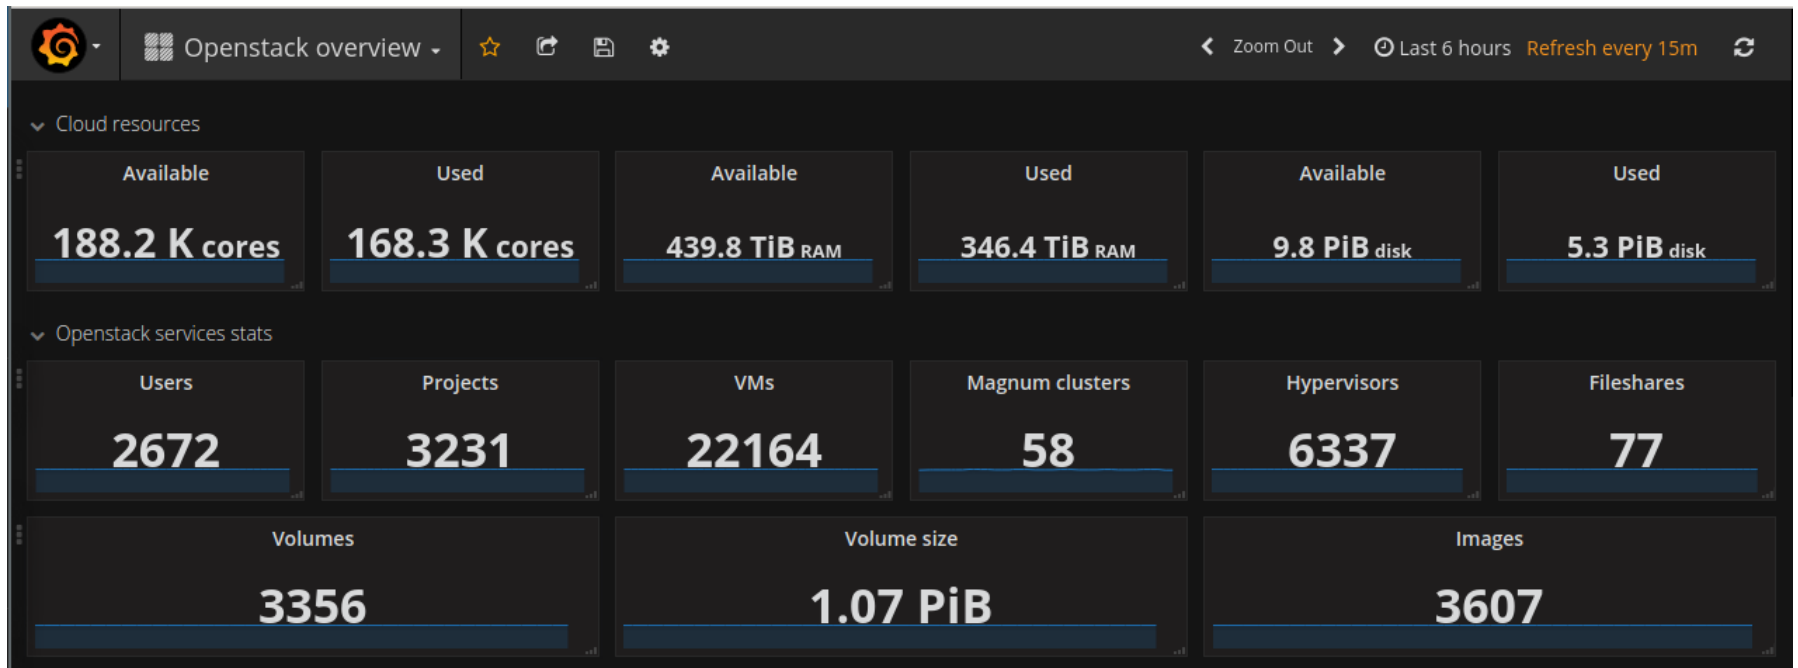 Openstack overview
Zoom Out
Last 6 hours Refresh every 15m
Cloud resources
Available Used Available Used Available Used
188.2 K cores 168.3 K cores 439.8 TiB RAM 346.4 TiB RAM 9.8 PiB disk 5.3 PiB disk
Openstack services stats
Users Projects VMs Magnum clusters Hypervisors Fileshares
2672 3231 22164 58 6337 77
Volumes Volume size Images
3356 1.07 PiB 3607